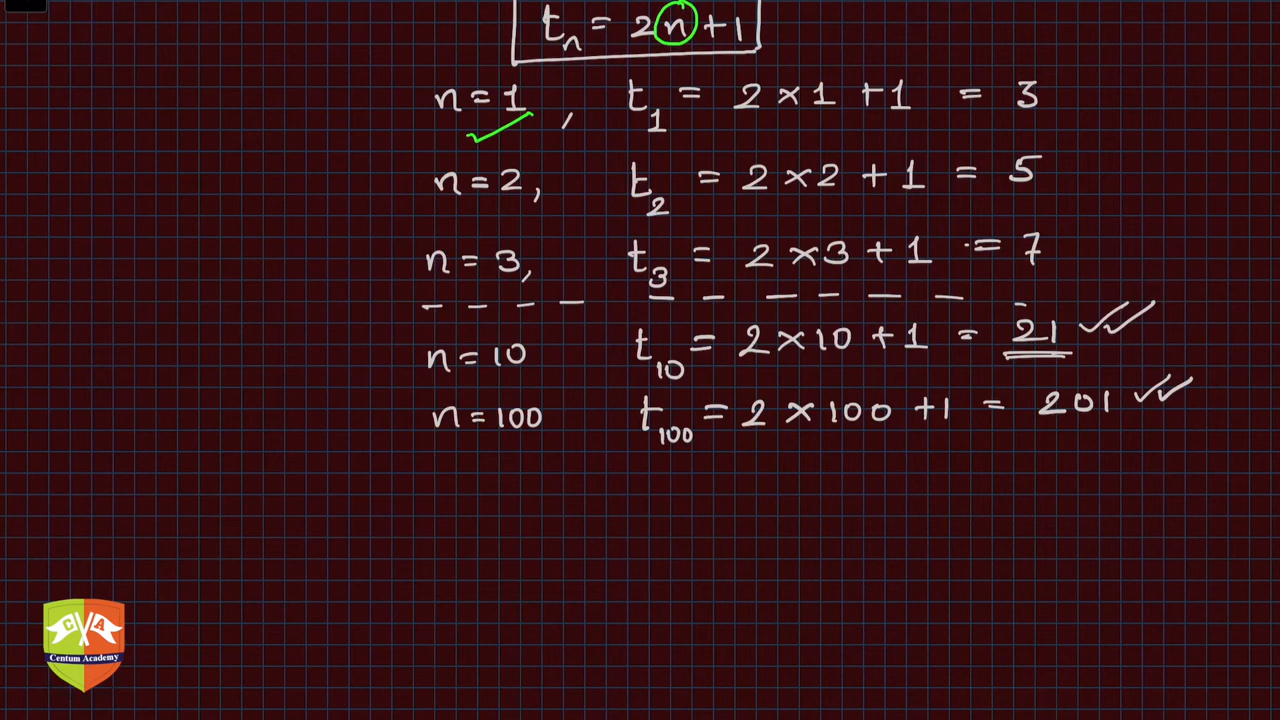 tn = 2n+1
n = 1 , t1 = 2 × 1 + 1 = 3
n = 2, t2 = 2 × 2 + 1 = 5
n = 3, t3 = 2 × 3 + 1 = 7
n = 10 t10 = 2 × 10 + 1 = 21
n = 100 t100 = 2 × 100 + 1 = 201
C A
Centum Academy